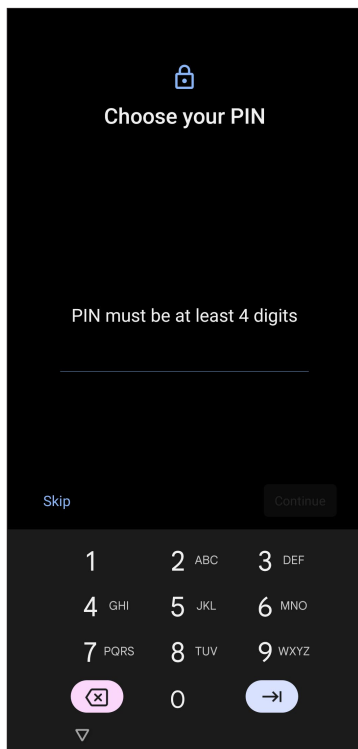 Choose your PIN
PIN must be at least 4 digits
Skip Continue
1 2 ABC 3 DEF
4 GHI 5 JKL 6 MNO
7 PQRS 8 TUV 9 WXYZ
0